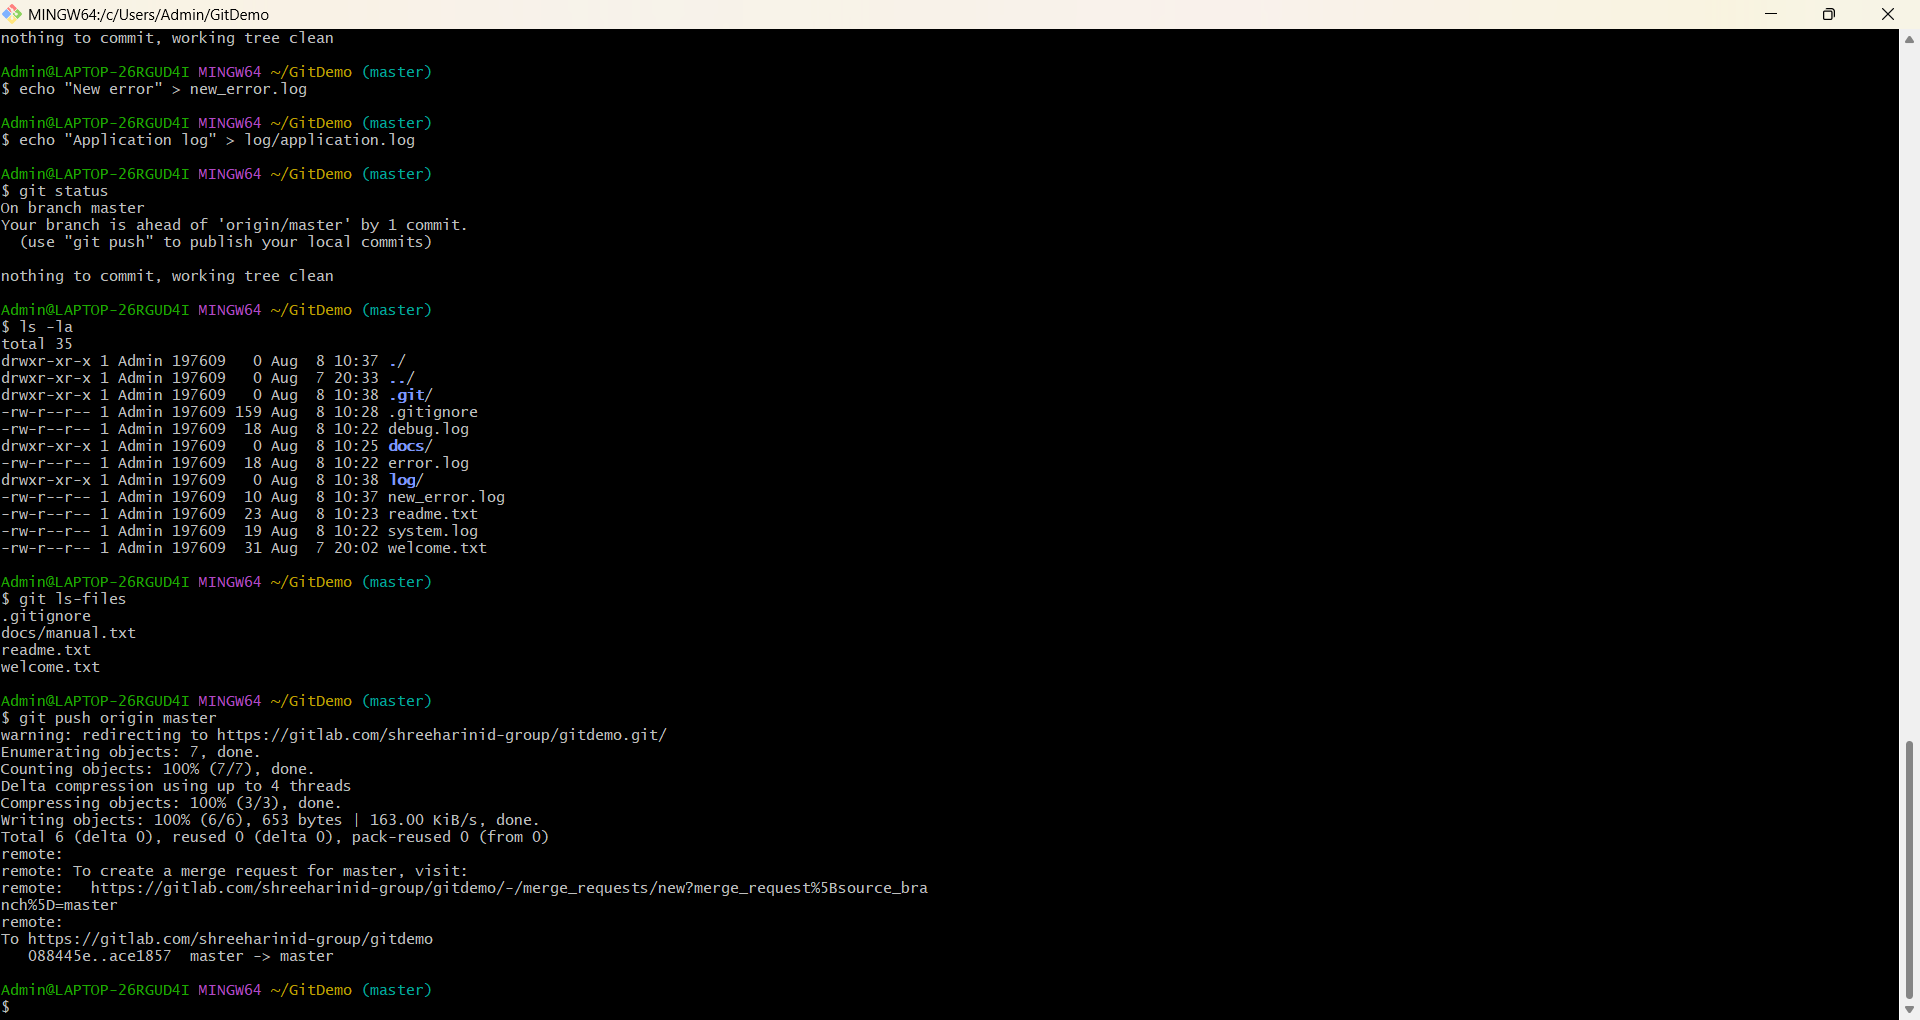 MINGW64:/c/Users/Admin/GitDemo
nothing to commit, working tree clean
Admin@LAPTOP-26RGUD4I MINGW64 ~/GitDemo (master)
$ echo "New error" > new_error.log
Admin@LAPTOP-26RGUD4I MINGW64 ~/GitDemo (master)
$ echo "Application log" > log/application.log
Admin@LAPTOP-26RGUD4I MINGW64 ~/GitDemo (master)
$ git status
On branch master
Your branch is ahead of 'origin/master' by 1 commit.
  (use "git push" to publish your local commits)
nothing to commit, working tree clean
Admin@LAPTOP-26RGUD4I MINGW64 ~/GitDemo (master)
$ ls -la
total 35
drwxr-xr-x 1 Admin 197609   0 Aug  8 10:37 ./
drwxr-xr-x 1 Admin 197609   0 Aug  7 20:33 ../
drwxr-xr-x 1 Admin 197609   0 Aug  8 10:38 .git/
-rw-r--r-- 1 Admin 197609 159 Aug  8 10:28 .gitignore
-rw-r--r-- 1 Admin 197609  18 Aug  8 10:22 debug.log
drwxr-xr-x 1 Admin 197609   0 Aug  8 10:25 docs/
-rw-r--r-- 1 Admin 197609  18 Aug  8 10:22 error.log
drwxr-xr-x 1 Admin 197609   0 Aug  8 10:38 log/
-rw-r--r-- 1 Admin 197609  10 Aug  8 10:37 new_error.log
-rw-r--r-- 1 Admin 197609  23 Aug  8 10:23 readme.txt
-rw-r--r-- 1 Admin 197609  19 Aug  8 10:22 system.log
-rw-r--r-- 1 Admin 197609  31 Aug  7 20:02 welcome.txt
Admin@LAPTOP-26RGUD4I MINGW64 ~/GitDemo (master)
$ git ls-files
.gitignore
docs/manual.txt
readme.txt
welcome.txt
Admin@LAPTOP-26RGUD4I MINGW64 ~/GitDemo (master)
$ git push origin master
warning: redirecting to https://gitlab.com/shreeharinid-group/gitdemo.git/
Enumerating objects: 7, done.
Counting objects: 100% (7/7), done.
Delta compression using up to 4 threads
Compressing objects: 100% (3/3), done.
Writing objects: 100% (6/6), 653 bytes | 163.00 KiB/s, done.
Total 6 (delta 0), reused 0 (delta 0), pack-reused 0 (from 0)
remote:
remote: To create a merge request for master, visit:
remote:   https://gitlab.com/shreeharinid-group/gitdemo/-/merge_requests/new?merge_request%5Bsource_bra
nch%5D=master
remote:
To https://gitlab.com/shreeharinid-group/gitdemo
   088445e..ace1857  master -> master
Admin@LAPTOP-26RGUD4I MINGW64 ~/GitDemo (master)
$